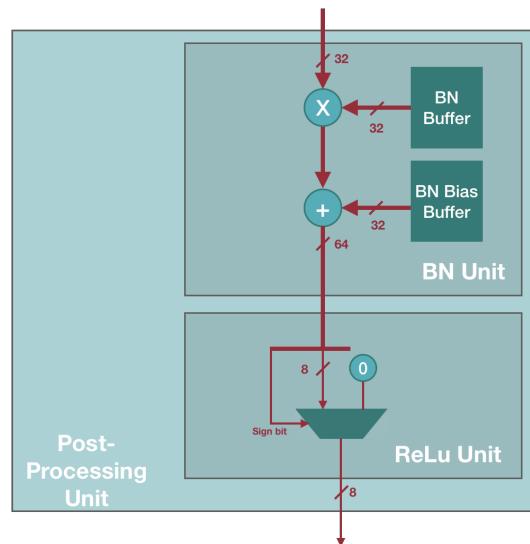 32
X
32
BN
Buffer
+
32
BN Bias
Buffer
64
BN Unit
8
0
Sign bit
ReLu Unit
Post-
Processing
Unit
8